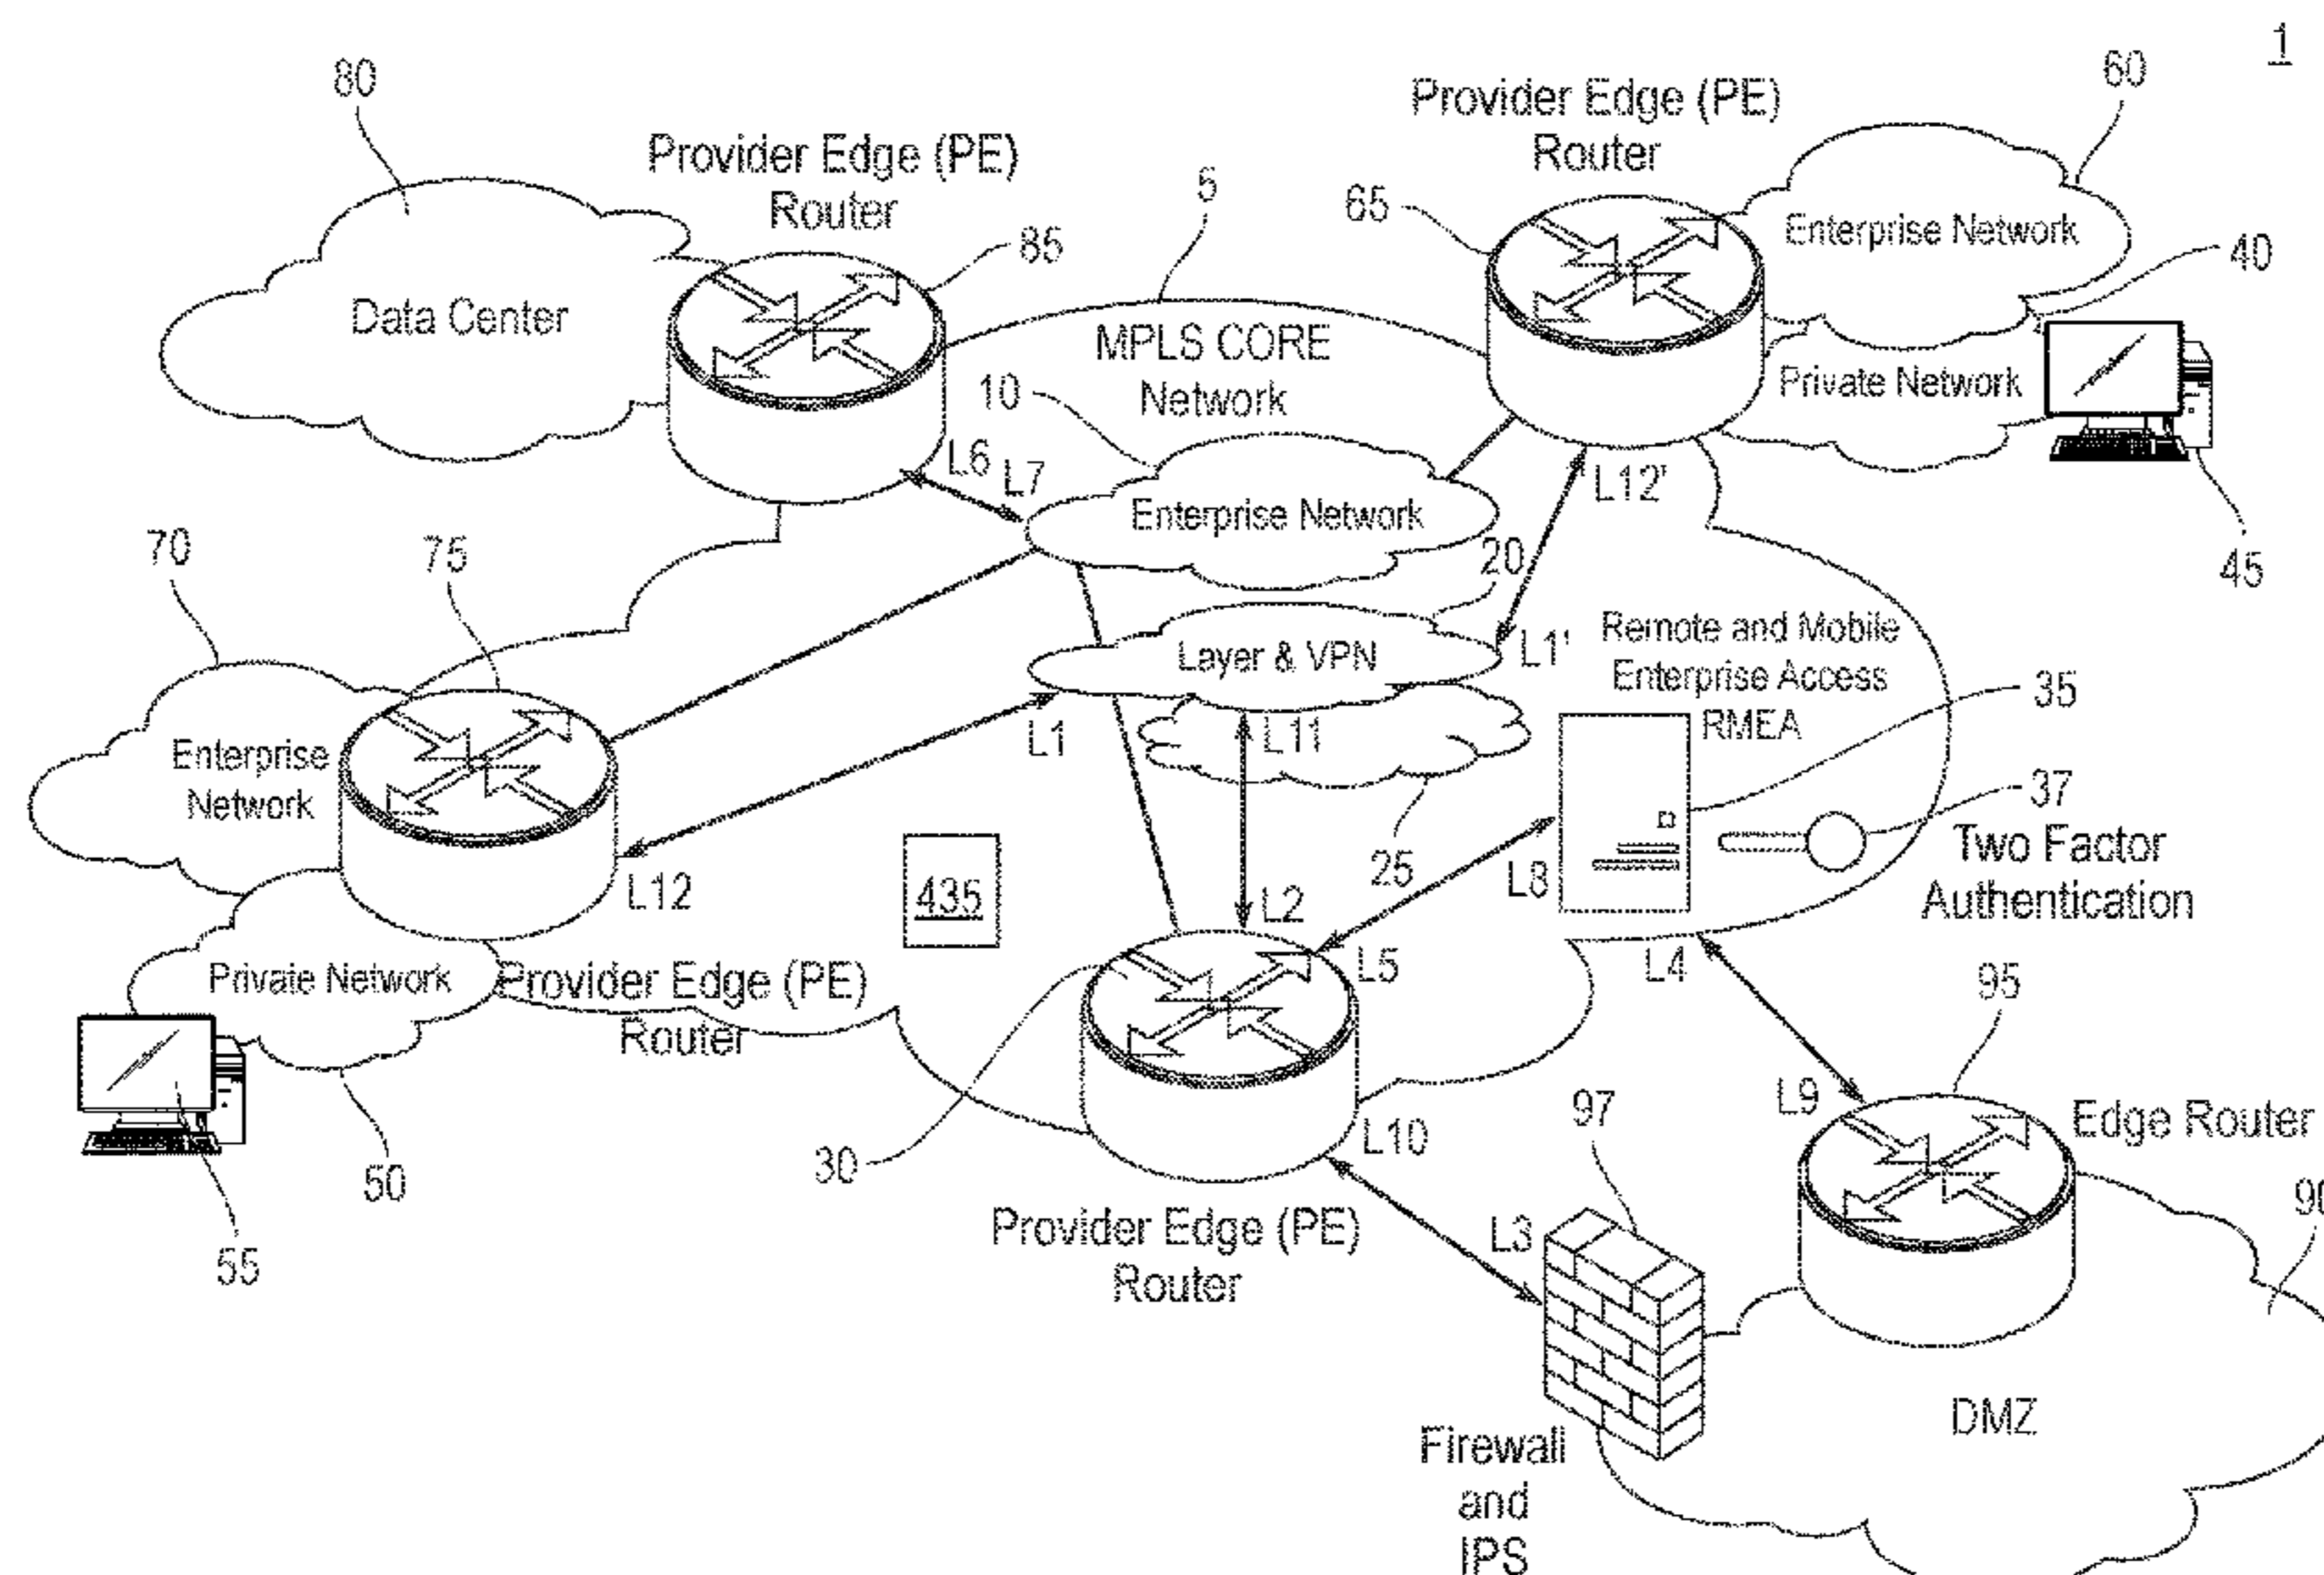 1
80
60
Provider Edge (PE)
Router
Provider Edge (PE)
Router
5
65
85
Enterprise Network
40
Data Center
MPLS CORE
Network
Private Network
10
L6
L7
L12'
Enterprise Network
45
70
75
20
L1'
Layer & VPN
Remote and Mobile
Enterprise Access
RMEA
35
L1
L11
Enterprise
Network
37
25
Two Factor
Authentication
L8
L12
435
L2
L5
L4
95
Private Network
Provider Edge (PE)
Router
L9
97
Edge Router
L10
30
50
55
90
Provider Edge (PE)
Router
L3
DMZ
Firewall
and
IPS